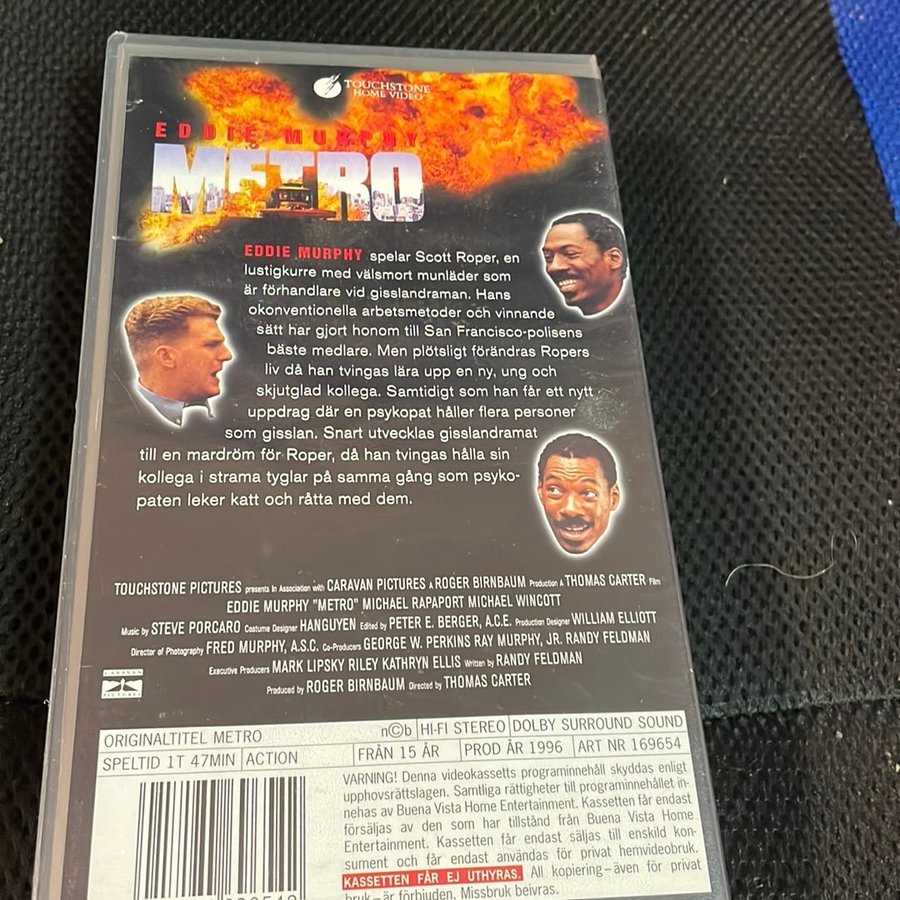 TOUCHSTONE
HOME VIDEO
EDDIE MURPHY
METRO
EDDIE MURPHY spelar Scott Roper, en
lustigkurre med välsmort munläder som
är förhandlare vid gisslandraman. Hans
okonventionella arbetsmetoder och vinnande
sätt har gjort honom till San Francisco-polisens
bäste medlare. Men plötsligt förändras Ropers
liv då han tvingas lära upp en ny, ung och
skjutglad kollega. Samtidigt som han får ett nytt
uppdrag där en psykopat håller flera personer
som gisslan. Snart utvecklas gisslandramat
till en mardröm för Roper, då han tvingas hålla sin
kollega i strama tyglar på samma gång som psyko-
paten leker katt och råtta med dem.
TOUCHSTONE PICTURES presents In Association with CARAVAN PICTURES A ROGER BIRNBAUM Production A THOMAS CARTER Film
EDDIE MURPHY "METRO" MICHAEL RAPAPORT MICHAEL WINCOTT
Music by STEVE PORCARO Costume Designer HANGUYEN Edited by PETER E. BERGER, A.C.E. Production Designer WILLIAM ELLIOTT
Director of Photography FRED MURPHY, A.S.C. Co-Producers GEORGE W. PERKINS RAY MURPHY, JR. RANDY FELDMAN
Executive Producers MARK LIPSKY RILEY KATHRYN ELLIS Written by RANDY FELDMAN
Produced by ROGER BIRNBAUM Directed by THOMAS CARTER
CARAVAN
PICTURES
ORIGINALTITEL METRO n©b HI-FI STEREO DOLBY SURROUND SOUND
SPELTID 1T 47MIN ACTION FRÅN 15 ÅR PROD ÅR 1996 ART NR 169654
VARNING! Denna videokassetts programinnehåll skyddas enligt
upphovsrättslagen. Samtliga rättigheter till programinnehållet in-
nehas av Buena Vista Home Entertainment. Kassetten får endast
försäljas av den som har tillstånd från Buena Vista Home
Entertainment. Kassetten får endast säljas till enskild kon-
sument och får endast användas för privat hemvideobruk.
KASSETTEN FÅR EJ UTHYRAS. All kopiering–även för privat
bruk–är förbjuden. Missbruk beivras.